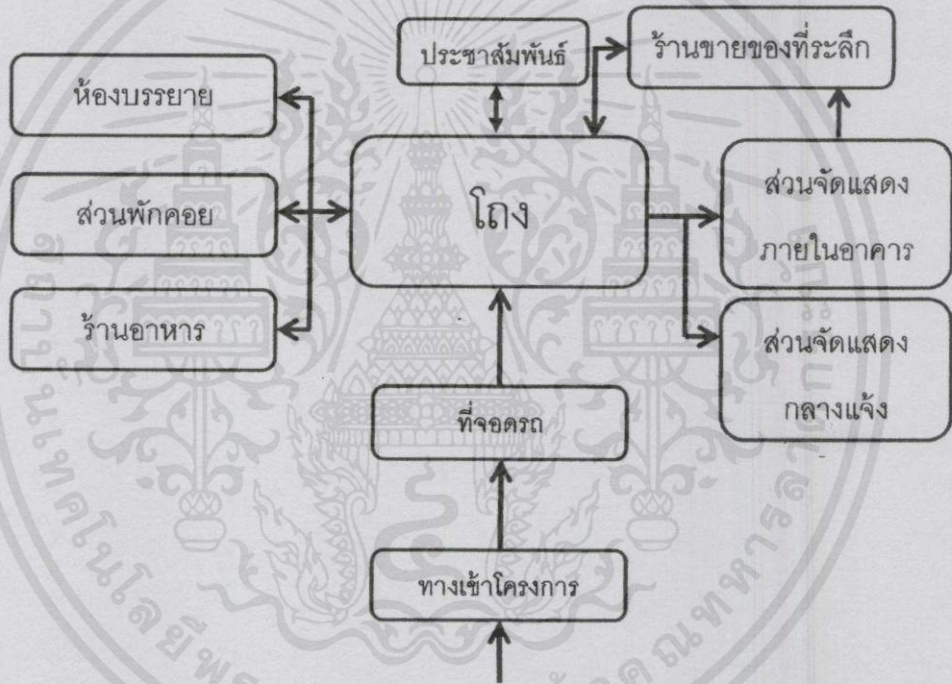 ประชาสัมพันธ์
ร้านขายของที่ระลึก
ห้องบรรยาย
โถง
ส่วนจัดแสดง
ภายในอาคาร
ส่วนพักคอย
ร้านอาหาร
ส่วนจัดแสดง
กลางแจ้ง
ที่จอดรถ
ทางเข้าโครงการ